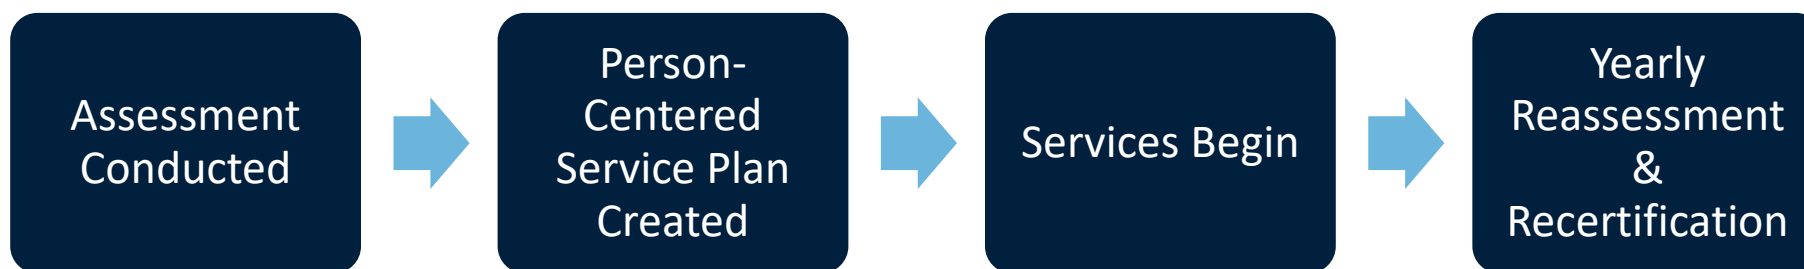 Assessment
Conducted
Person-
Centered
Service Plan
Created
Services Begin
Yearly
Reassessment
&
Recertification